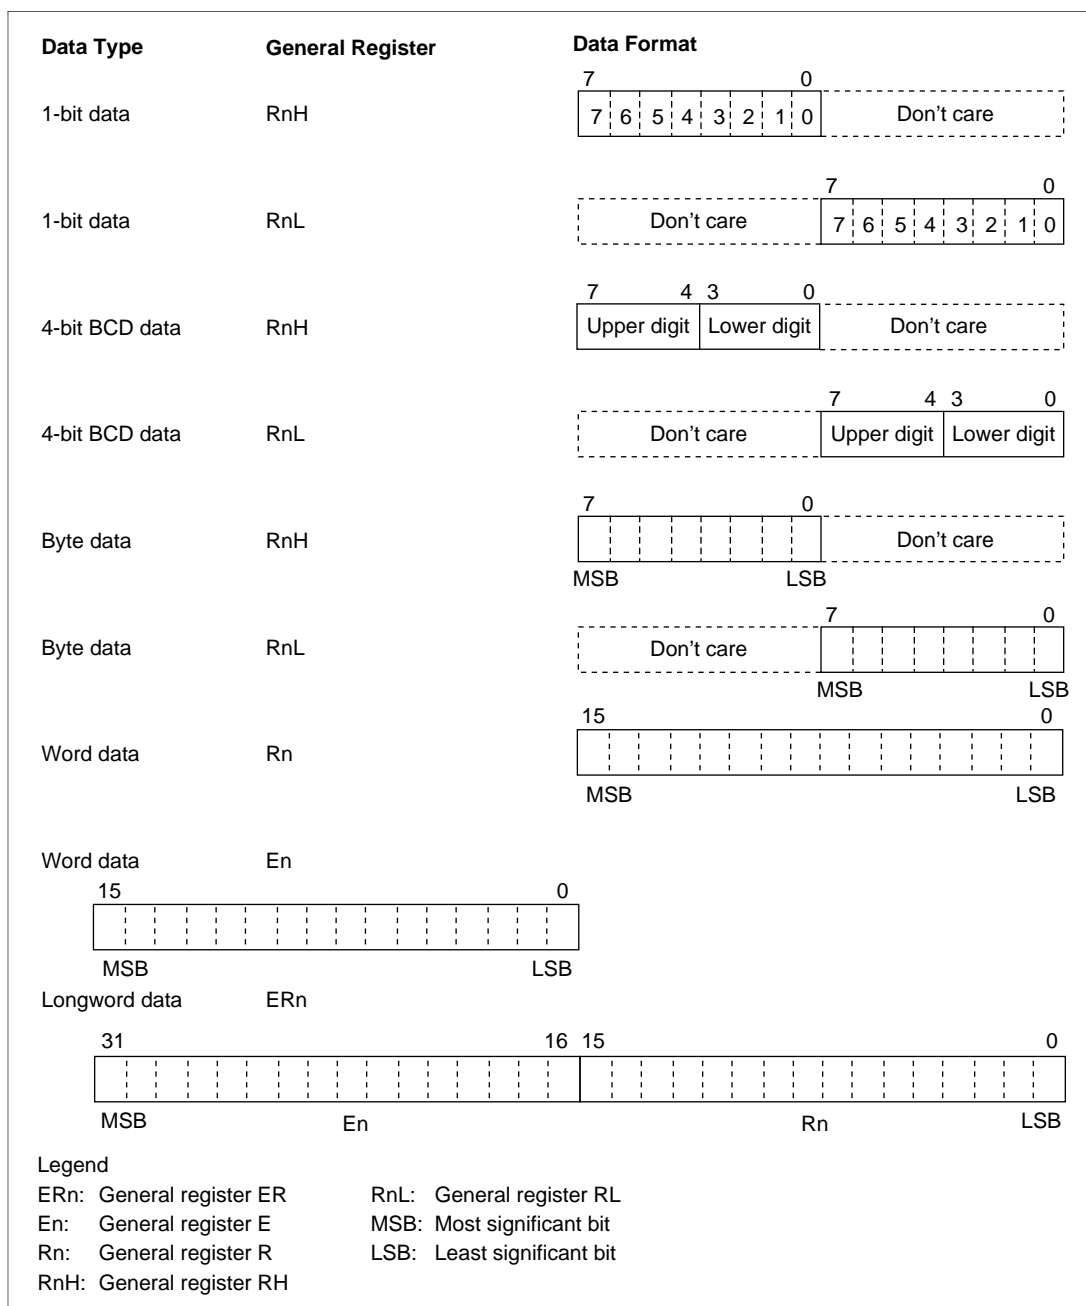 Data Type General Register Data Format
7 0
1-bit data RnH 7 6 5 4 3 2 1 0 Don't care
7 0
1-bit data RnL Don't care 7 6 5 4 3 2 1 0
7 4 3 0
4-bit BCD data RnH Upper digit Lower digit Don't care
7 4 3 0
4-bit BCD data RnL Don't care Upper digit Lower digit
7 0
Byte data RnH Don't care
MSB LSB
7 0
Byte data RnL Don't care
MSB LSB
15 0
Word data Rn
MSB LSB
Word data En
15 0
MSB LSB
Longword data ERn
31 16 15 0
MSB En Rn LSB
Legend
ERn: General register ER RnL: General register RL
En: General register E MSB: Most significant bit
Rn: General register R LSB: Least significant bit
RnH: General register RH